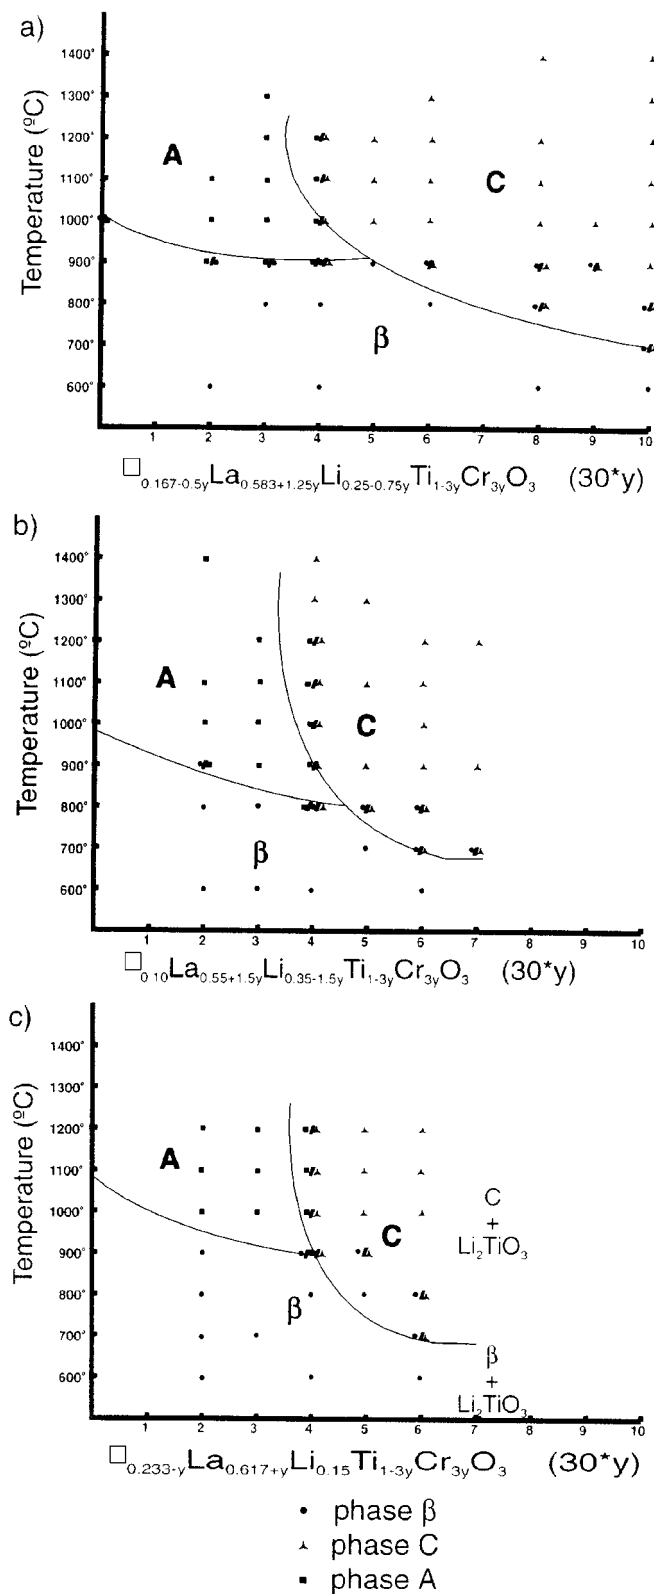 a)
Temperature (ºC)
1400°
1300°
1200°
1100°
1000°
900°
800°
700°
600°
A
C
β
1 2 3 4 5 6 7 8 9 10
□0.167-0.5yLa0.583+1.25yLi0.25-0.75yTi1-3yCr3yO3 (30*y)
b)
Temperature (ºC)
1400°
1300°
1200°
1100°
1000°
900°
800°
700°
600°
A
C
β
1 2 3 4 5 6 7 8 9 10
□0.10La0.55+1.5yLi0.35-1.5yTi1-3yCr3yO3 (30*y)
c)
Temperature (ºC)
1400°
1300°
1200°
1100°
1000°
900°
800°
700°
600°
A
C
β
C
+
Li2TiO3
β
+
Li2TiO3
1 2 3 4 5 6 7 8 9 10
□0.233-yLa0.617+yLi0.15Ti1-3yCr3yO3 (30*y)
phase β
phase C
phase A